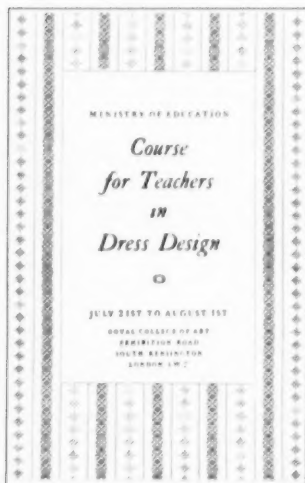 MINISTRY OF EDUCATION
Course
for Teachers
in
Dress Design
JULY 21ST TO AUGUST 1ST
ROYAL COLLEGE OF ART
EXHIBITION ROAD
SOUTH KENSINGTON
LONDON SW7